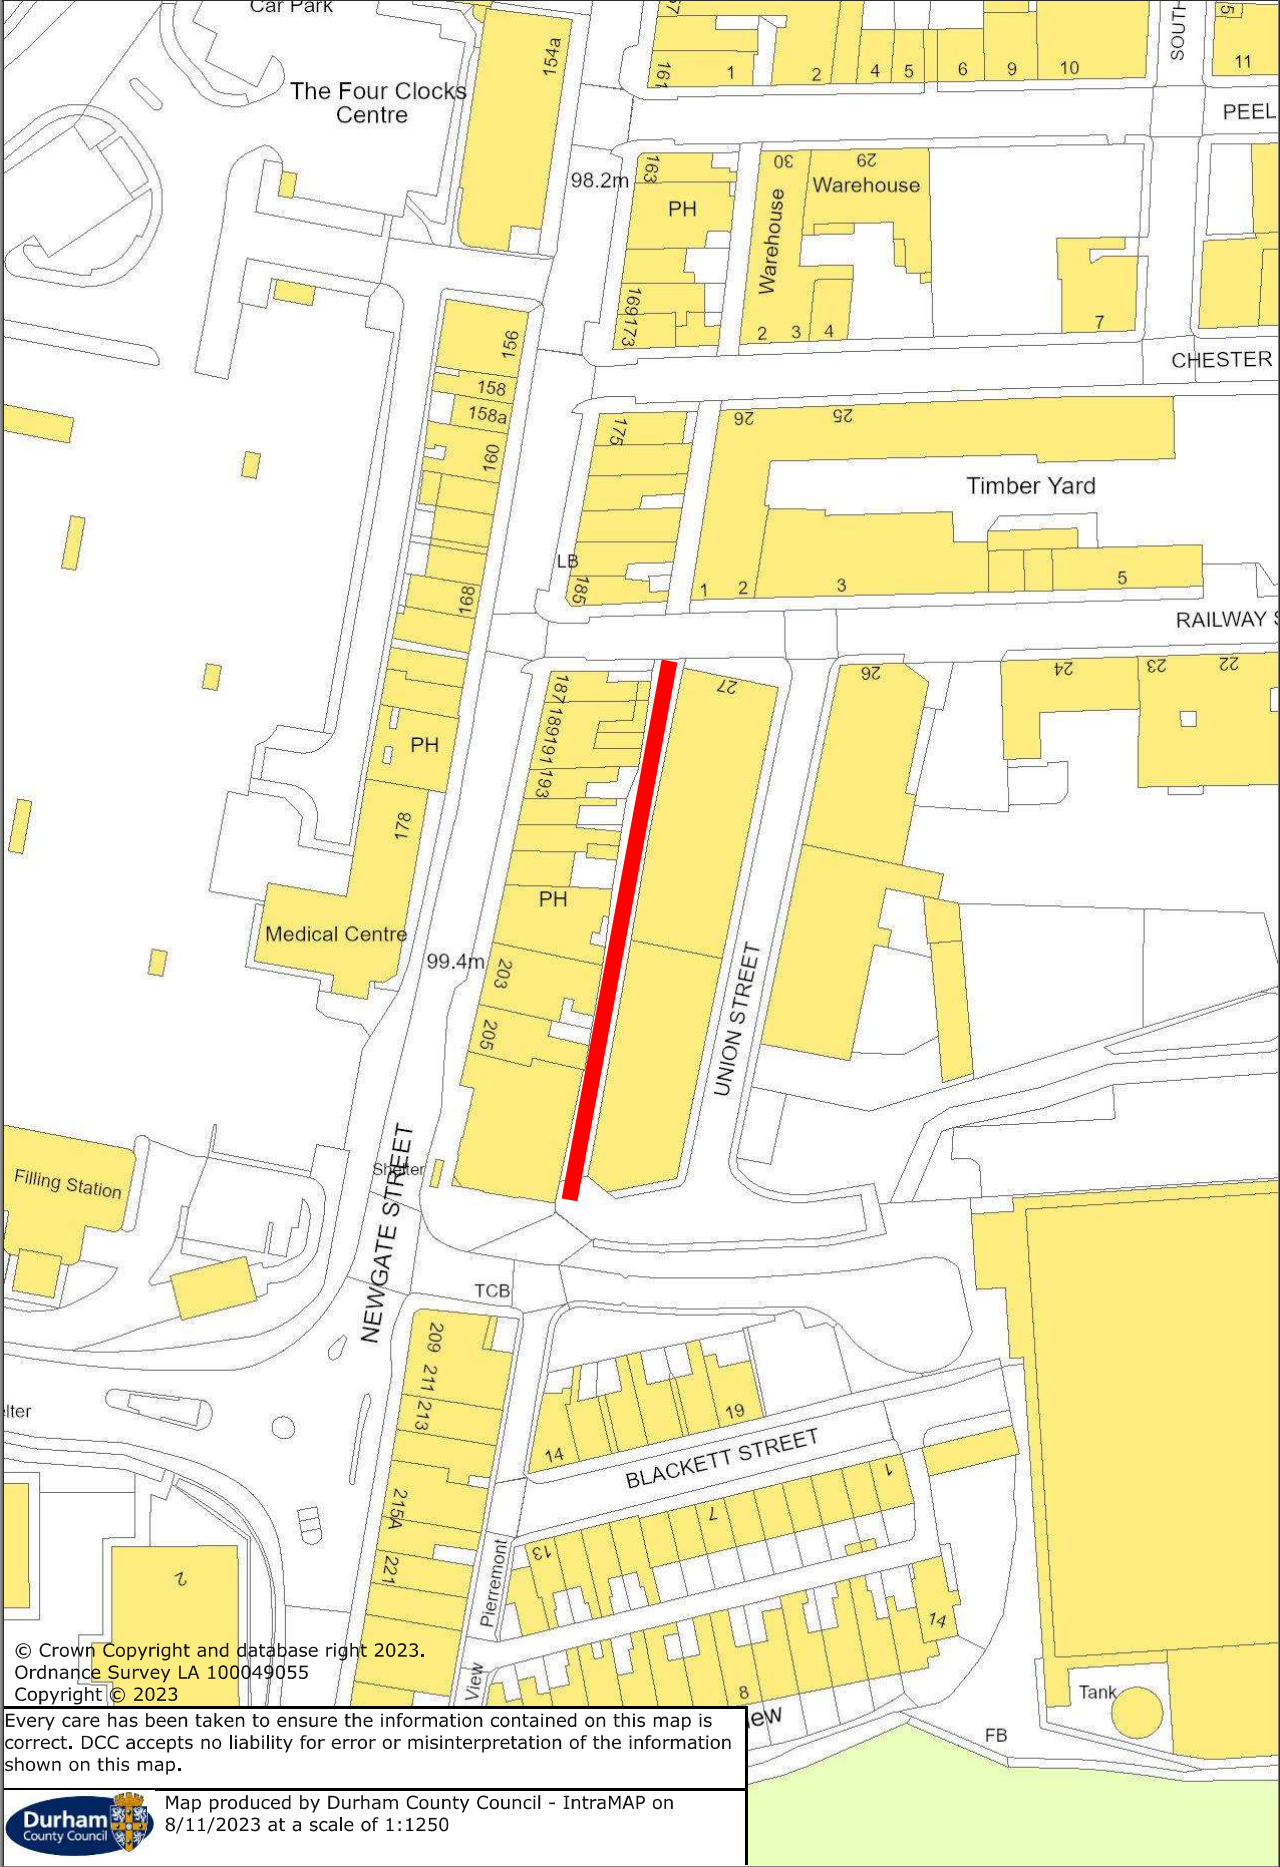 Car Park
154a
The Four Clocks
Centre
161
1
2
4
5
6
9
10
11
PEEL
98.2m
163
PH
30
29
Warehouse
Warehouse
169
173
2
3
4
7
CHESTER
156
158
158a
160
168
175
26
25
Timber Yard
LB
185
1
2
3
5
RAILWAY
187
189
191
193
27
26
24
23
22
PH
178
PH
Medical Centre
99.4m
203
205
UNION STREET
NEWGATE STREET
Shelter
Filling Station
TCB
209
211
213
215A
221
14
19
BLACKETT STREET
1
7
13
Pierremont
View
14
8
2
Tank
FB
© Crown Copyright and database right 2023.
Ordnance Survey LA 100049055
Copyright © 2023
Every care has been taken to ensure the information contained on this map is
correct. DCC accepts no liability for error or misinterpretation of the information
shown on this map.
Durham
County Council
Map produced by Durham County Council - IntraMAP on
8/11/2023 at a scale of 1:1250